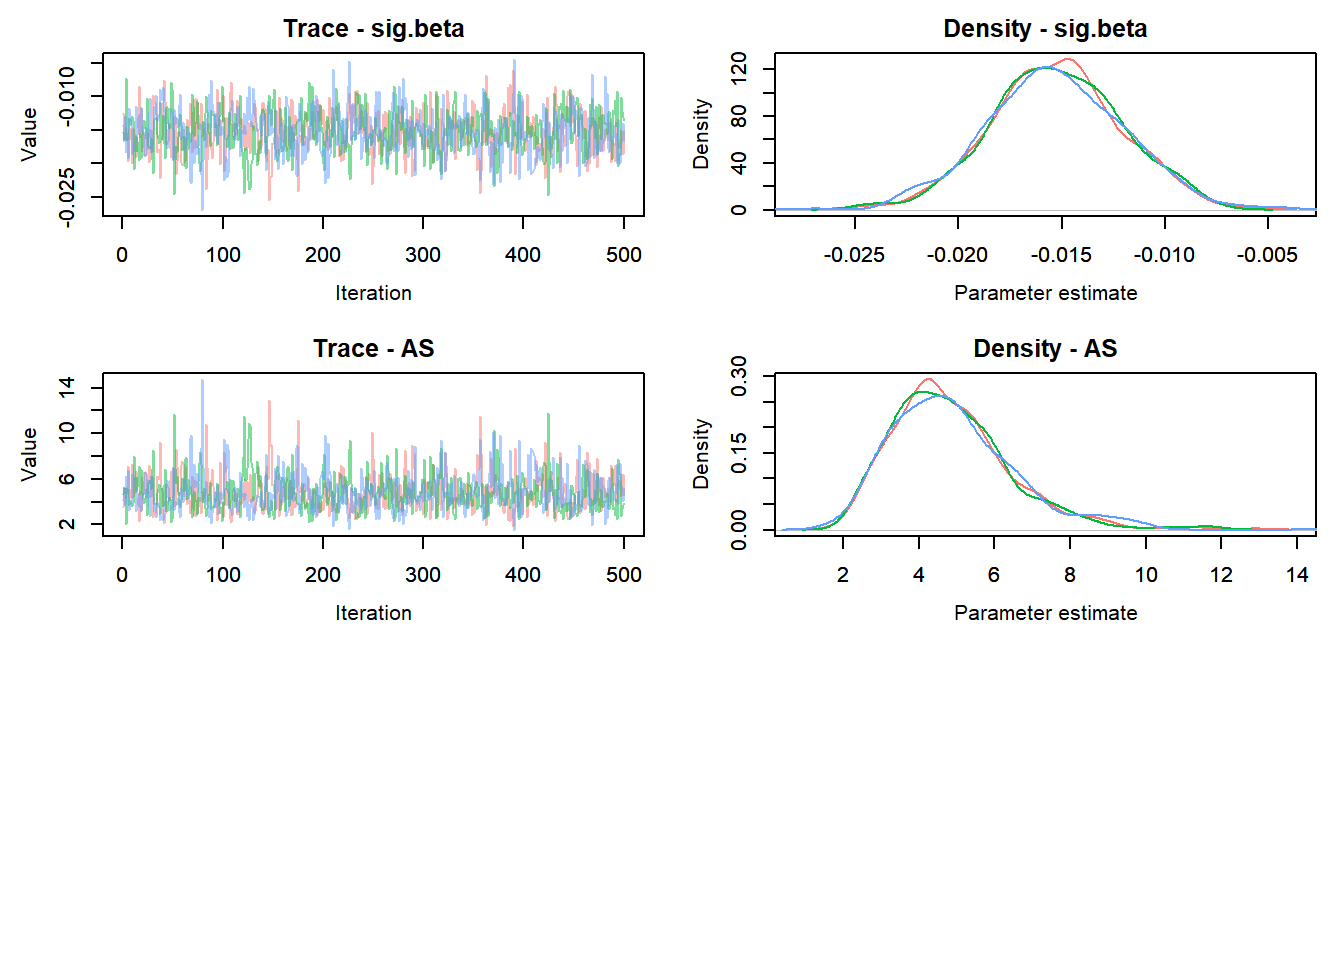 Trace - sig.beta
Value
-0.010
-0.025
0 100 200 300 400 500
Iteration
Density - sig.beta
Density
120
80
40
0
-0.025 -0.020 -0.015 -0.010 -0.005
Parameter estimate
Trace - AS
Value
14
10
6
2
0 100 200 300 400 500
Iteration
Density - AS
Density
0.30
0.15
0.00
2 4 6 8 10 12 14
Parameter estimate